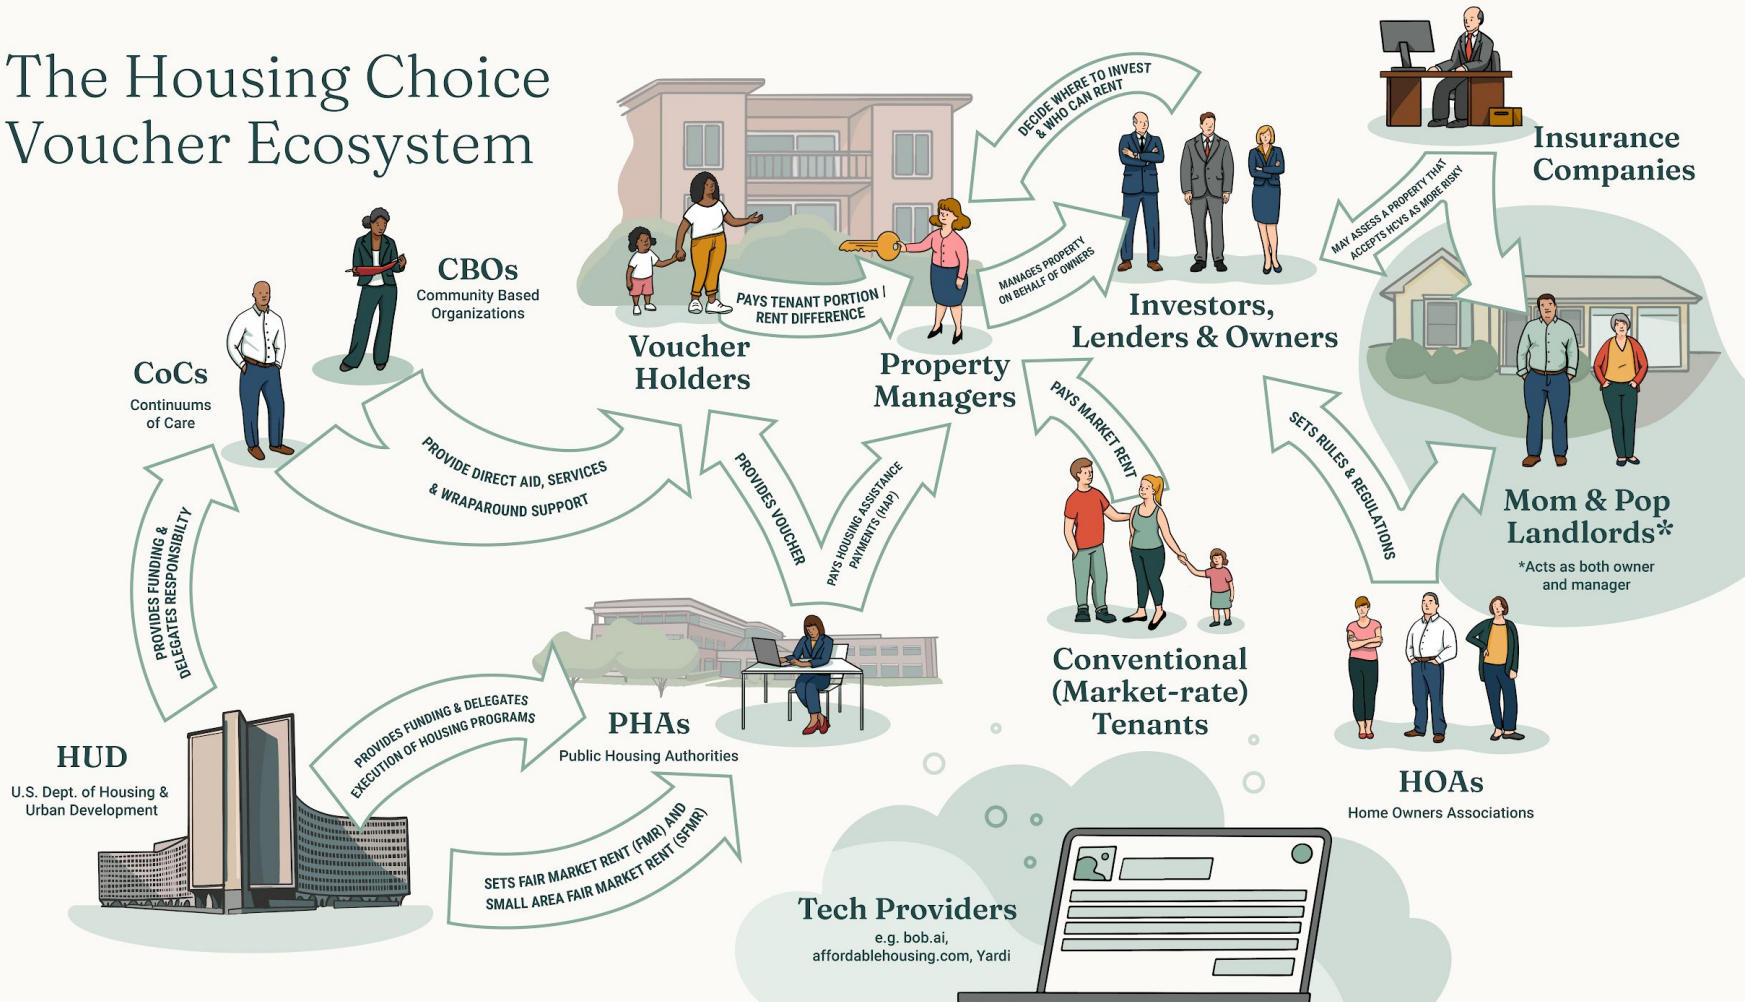 The Housing Choice
Voucher Ecosystem
DECIDE WHERE TO INVEST
& WHO CAN RENT
Insurance
Companies
MAY ASSESS A PROPERTY THAT
ACCEPTS HCVS AS MORE RISKY
CBOs
Community Based
Organizations
CoCs
Continuums
of Care
PAYS TENANT PORTION /
RENT DIFFERENCE
MANAGES PROPERTY
ON BEHALF OF OWNERS
Voucher
Holders
Property
Managers
Investors,
Lenders & Owners
PROVIDE DIRECT AID, SERVICES
& WRAPAROUND SUPPORT
PROVIDES VOUCHER
PAYS HOUSING ASSISTANCE
PAYMENTS (HAP)
PAYS MARKET RENT
SETS RULES & REGULATIONS
Mom & Pop
Landlords*
*Acts as both owner
and manager
PROVIDES FUNDING &
DELEGATES RESPONSIBILTY
PROVIDES FUNDING & DELEGATES
EXECUTION OF HOUSING PROGRAMS
PHAs
Public Housing Authorities
Conventional
(Market-rate)
Tenants
HUD
U.S. Dept. of Housing &
Urban Development
HOAs
Home Owners Associations
SETS FAIR MARKET RENT (FMR) AND
SMALL AREA FAIR MARKET RENT (SFMR)
Tech Providers
e.g. bob.ai,
affordablehousing.com, Yardi